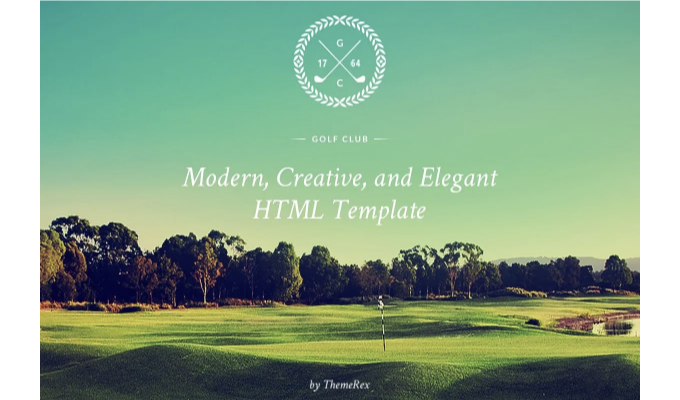 G
17 64
C
GOLF CLUB
Modern, Creative, and Elegant
HTML Template
by ThemeRex